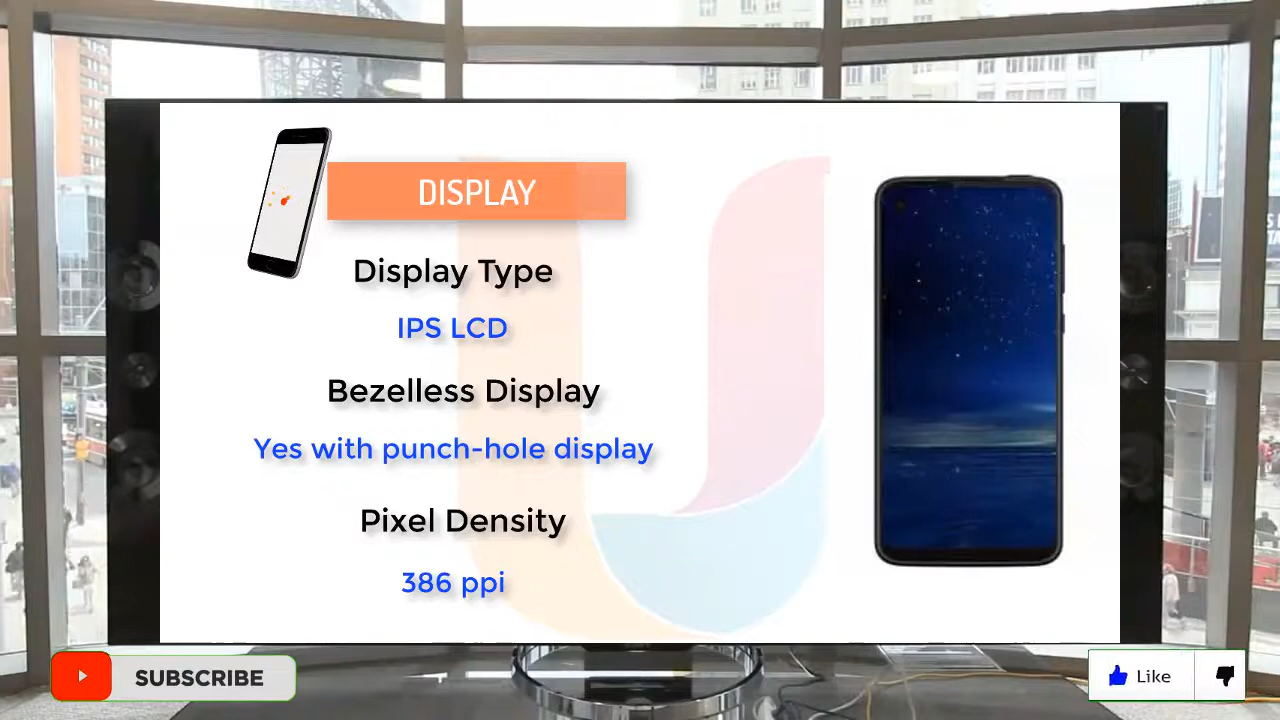 DISPLAY
Display Type
IPS LCD
Bezelless Display
Yes with punch-hole display
Pixel Density
386 ppi
SUBSCRIBE
Like